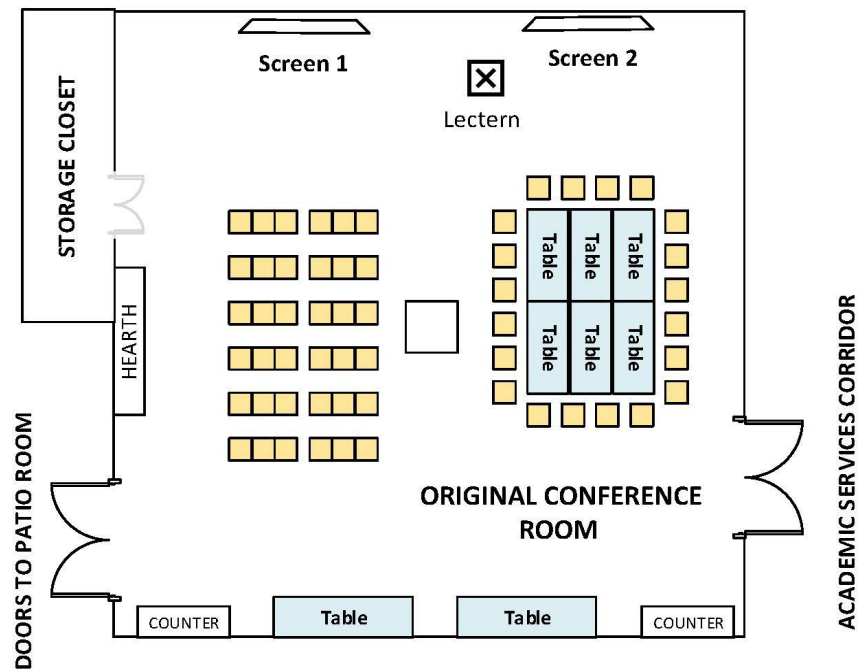 Screen 1
Screen 2
Lectern
STORAGE CLOSET
Table
Table
Table
Table
Table
Table
HEARTH
ACADEMIC SERVICES CORRIDOR
DOORS TO PATIO ROOM
ORIGINAL CONFERENCE
ROOM
COUNTER
Table
Table
COUNTER